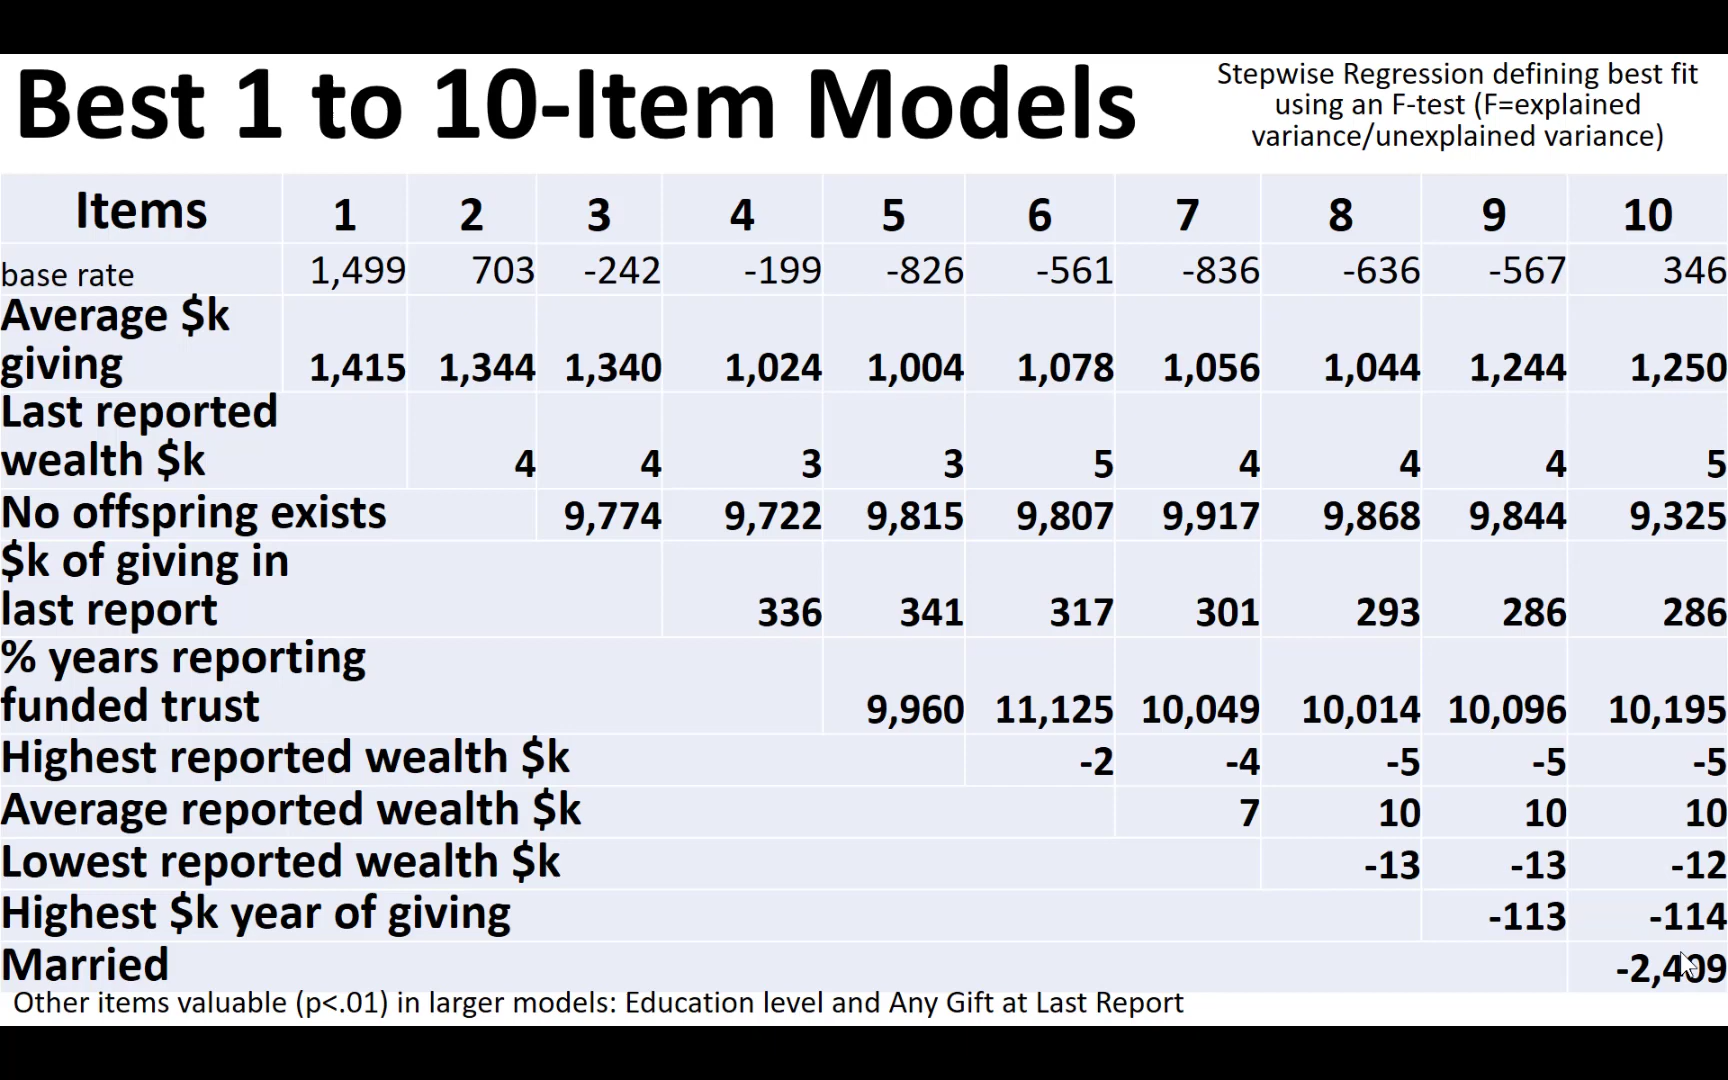 Best 1 to 10-Item Models
Stepwise Regression defining best fit
using an F-test (F=explained
variance/unexplained variance)
Items 1 2 3 4 5 6 7 8 9 10
base rate 1,499 703 -242 -199 -826 -561 -836 -636 -567 346
Average $k
giving 1,415 1,344 1,340 1,024 1,004 1,078 1,056 1,044 1,244 1,250
Last reported
wealth $k 4 4 3 3 5 4 4 4 5
No offspring exists 9,774 9,722 9,815 9,807 9,917 9,868 9,844 9,325
$k of giving in
last report 336 341 317 301 293 286 286
% years reporting
funded trust 9,960 11,125 10,049 10,014 10,096 10,195
Highest reported wealth $k -2 -4 -5 -5 -5
Average reported wealth $k 7 10 10 10
Lowest reported wealth $k -13 -13 -12
Highest $k year of giving -113 -114
Married -2,409
Other items valuable (p<.01) in larger models: Education level and Any Gift at Last Report